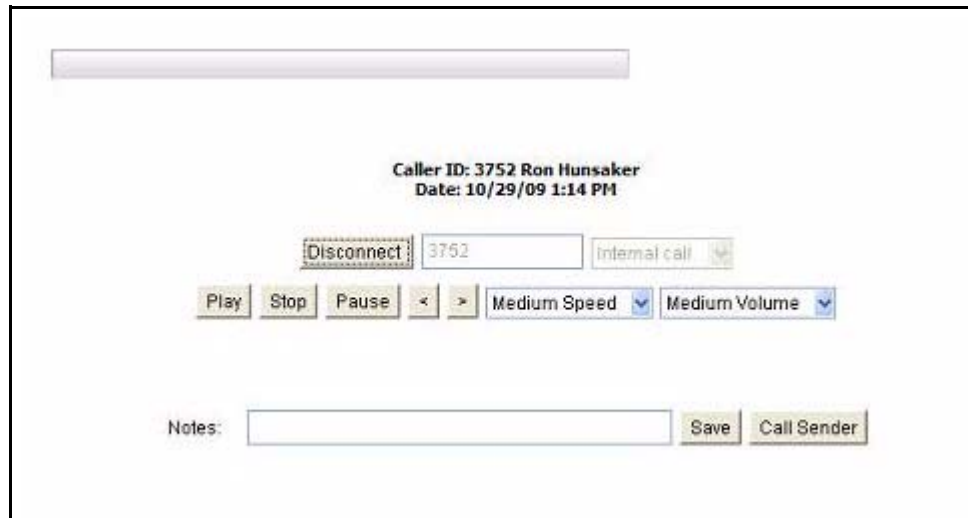 Caller ID: 3752 Ron Hunsaker
Date: 10/29/09 1:14 PM
Disconnect 3752 Internal call
Play Stop Pause < > Medium Speed Medium Volume
Notes: Save Call Sender